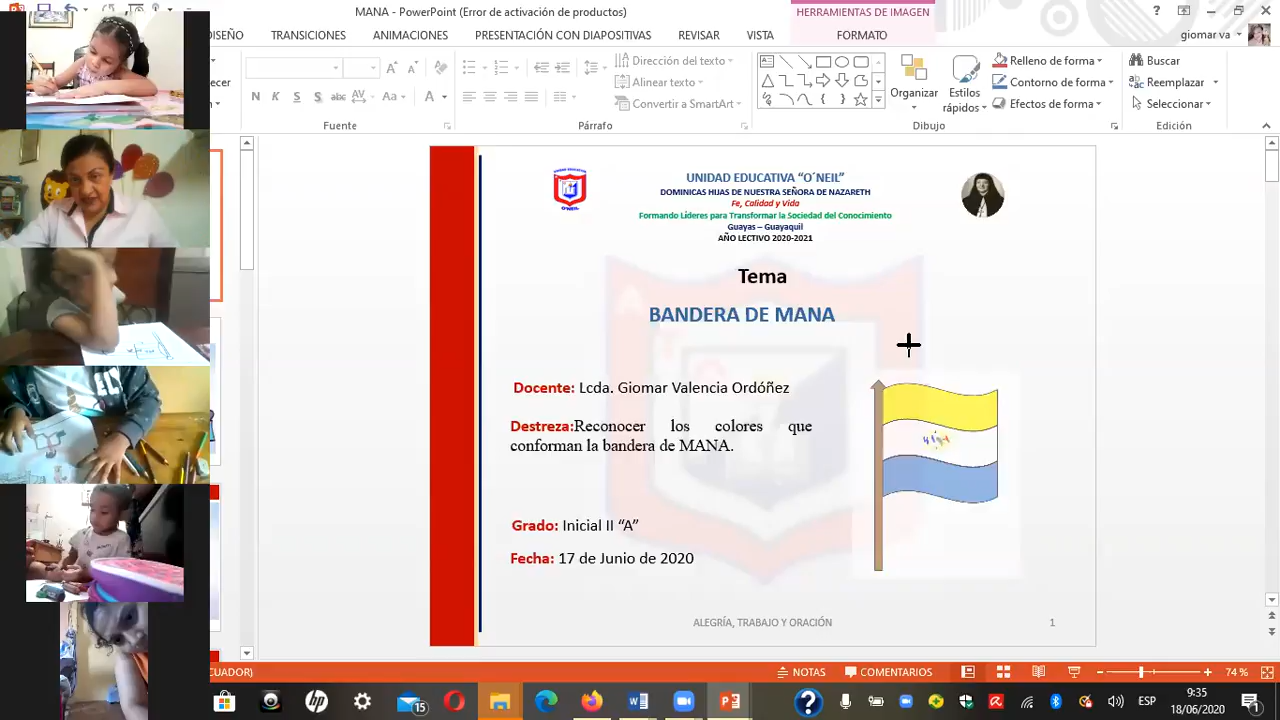 MANA - PowerPoint (Error de activación de productos)
HERRAMIENTAS DE IMAGEN
?
TRANSICIONES ANIMACIONES PRESENTACIÓN CON DIAPOSITIVAS REVISAR VISTA FORMATO
giomar va
Dirección del texto
Alinear texto
Convertir a SmartArt
N K S S abc AV Aa A
Organizar
Estilos rápidos
Relleno de forma
Contorno de forma
Efectos de forma
Buscar
Reemplazar
Seleccionar
Fuente Párrafo Dibujo Edición
UNIDAD EDUCATIVA “O´NEIL”
DOMINICAS HIJAS DE NUESTRA SEÑORA DE NAZARETH
Fe, Calidad y Vida
Formando Líderes para Transformar la Sociedad del Conocimiento
Guayas – Guayaquil
AÑO LECTIVO 2020-2021
Tema
BANDERA DE MANA
Docente: Lcda. Giomar Valencia Ordóñez
Destreza:Reconocer los colores que
conforman la bandera de MANA.
Grado: Inicial II “A”
Fecha: 17 de Junio de 2020
ALEGRÍA, TRABAJO Y ORACIÓN 1
NOTAS COMENTARIOS 74 %
15
ESP
9:35
18/06/2020